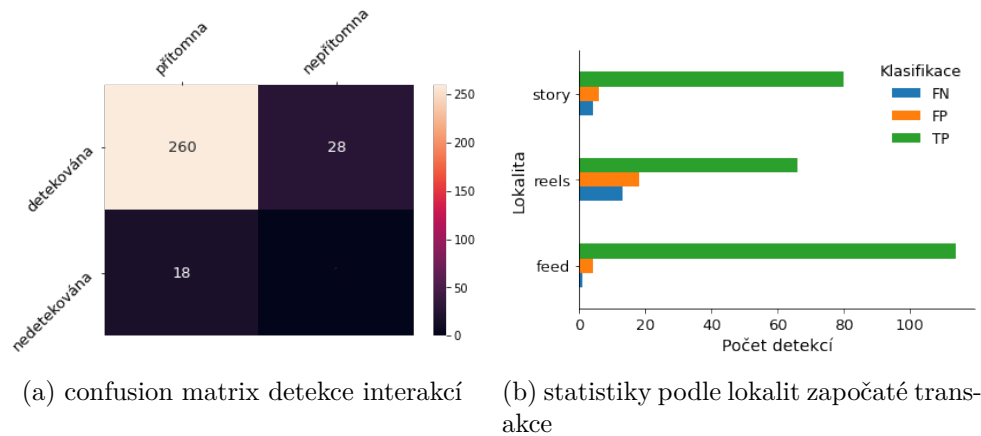 přítomna
nepřítomna
detekována
nedetekována
260
28
18
250
200
150
100
50
0
Klasifikace
FN
FP
TP
Lokalita
story
reels
feed
0 20 40 60 80 100
Počet detekcí
(a) confusion matrix detekce interakcí
(b) statistiky podle lokalit započaté trans-
akce